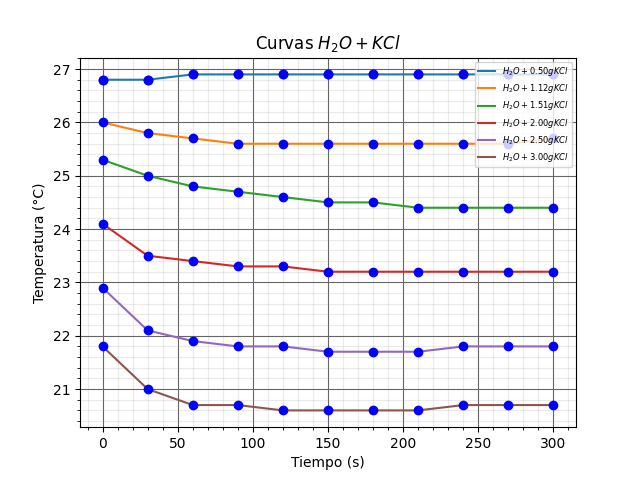 Curvas H₂O + KCl
H₂O + 0.50gKCl
H₂O + 1.12gKCl
H₂O + 1.51gKCl
H₂O + 2.00gKCl
H₂O + 2.50gKCl
H₂O + 3.00gKCl
27
26
25
24
23
22
21
Temperatura (°C)
0 50 100 150 200 250 300
Tiempo (s)